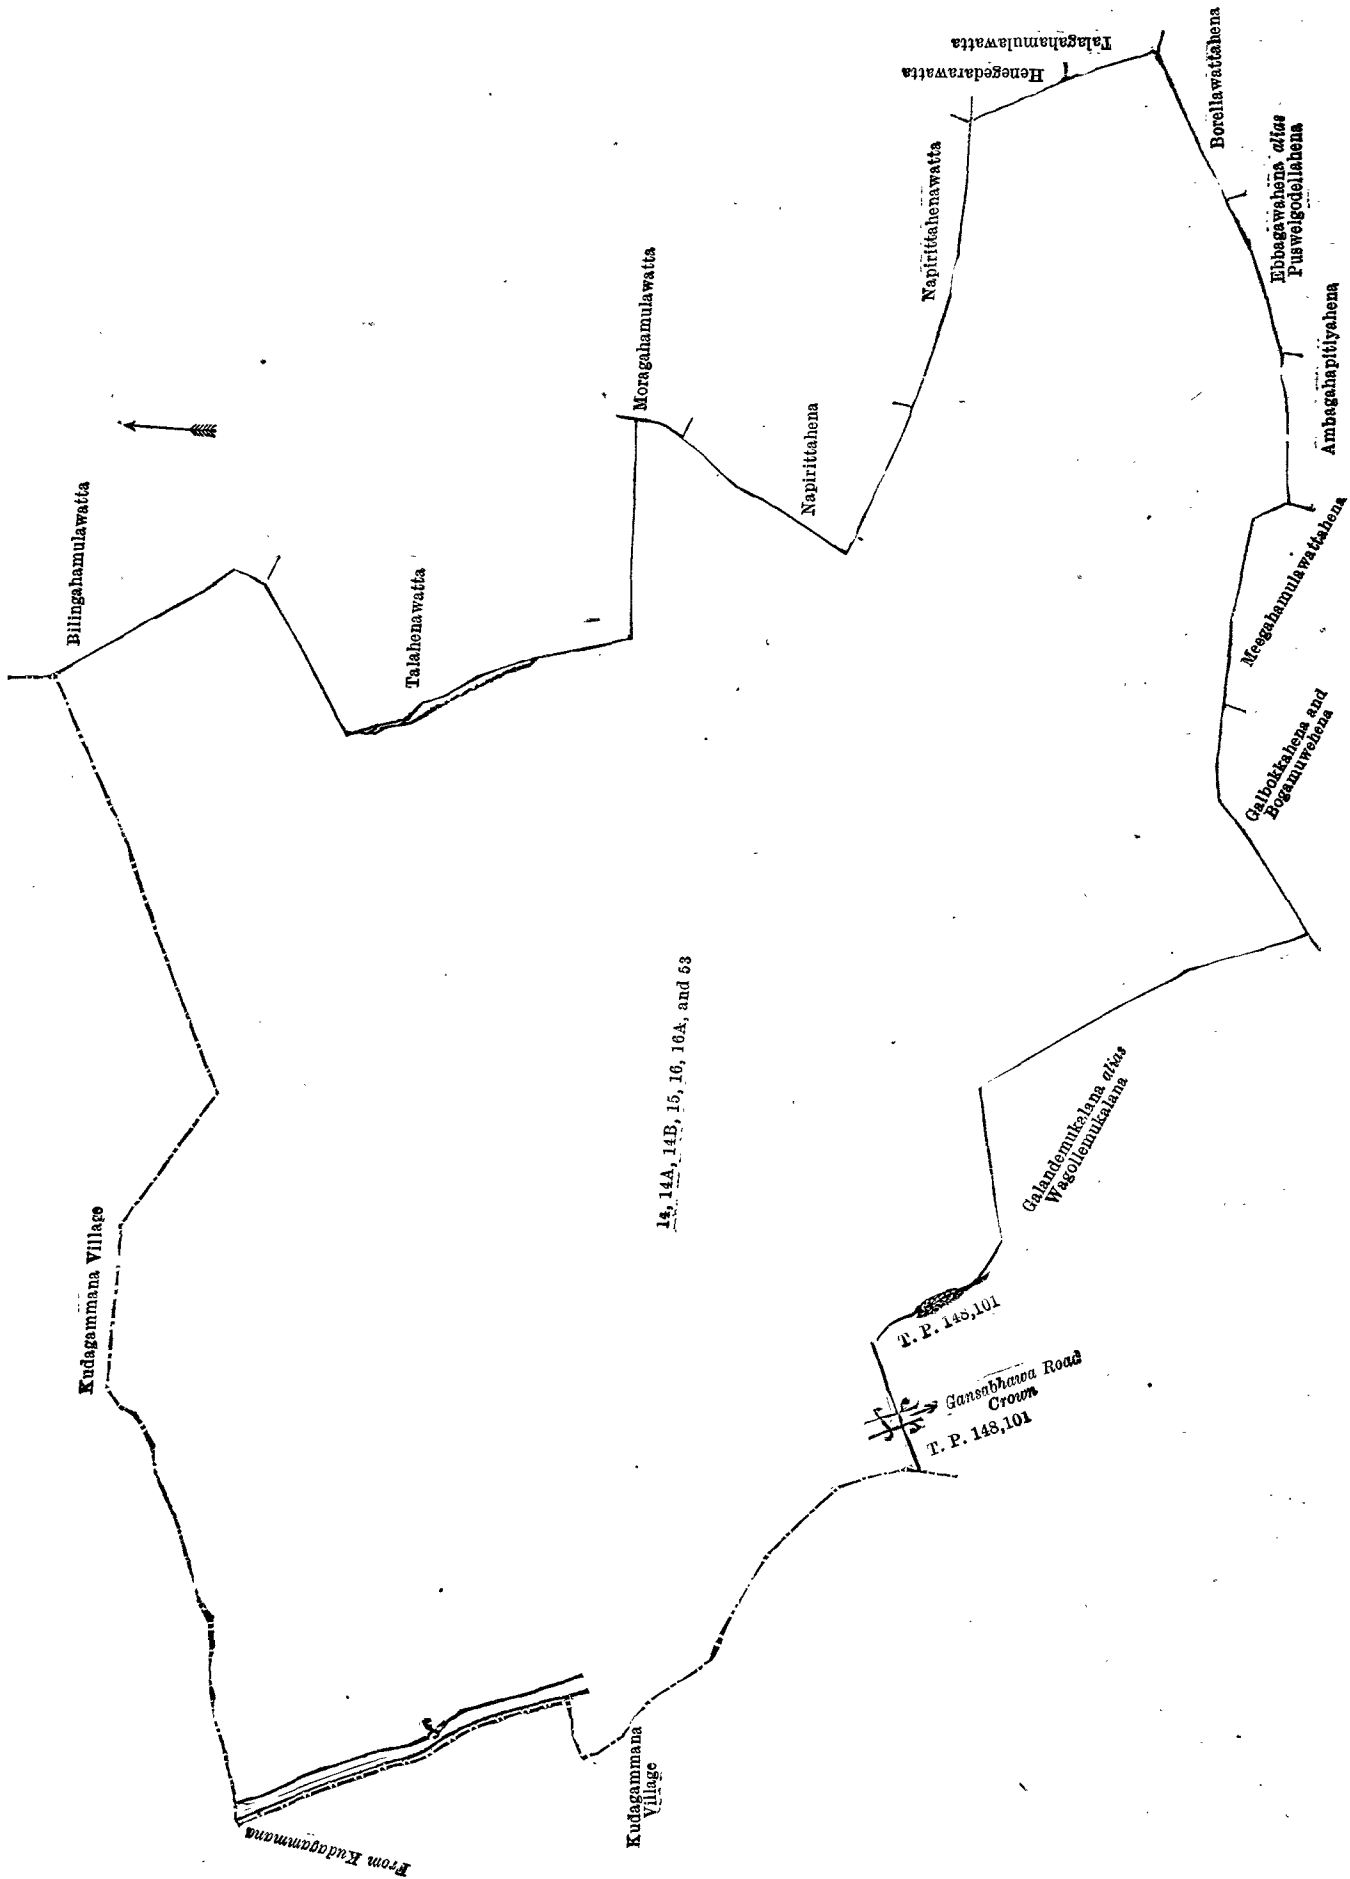 Bilingahamulawatta
Talahenawatta
Moragahamulawatta
Napirittahena
Napirittahenawatta
Henegedarawatta
Talagahamulawatta
Borellawattahena
Ebbagawahena alias
Puswelgodellahena
Ambagahapitiyahena
Meegahamulawattahena
Galbokkahena and
Bogamuwehena
Galandemukalana alias
Wagollemukalana
T. P. 148,101
Gansabhawa Road
Crown
T. P. 148,101
Kudagammana
Village
From Kudagammana
Kudagammana Village
14, 14A, 14B, 15, 16, 16A, and 53